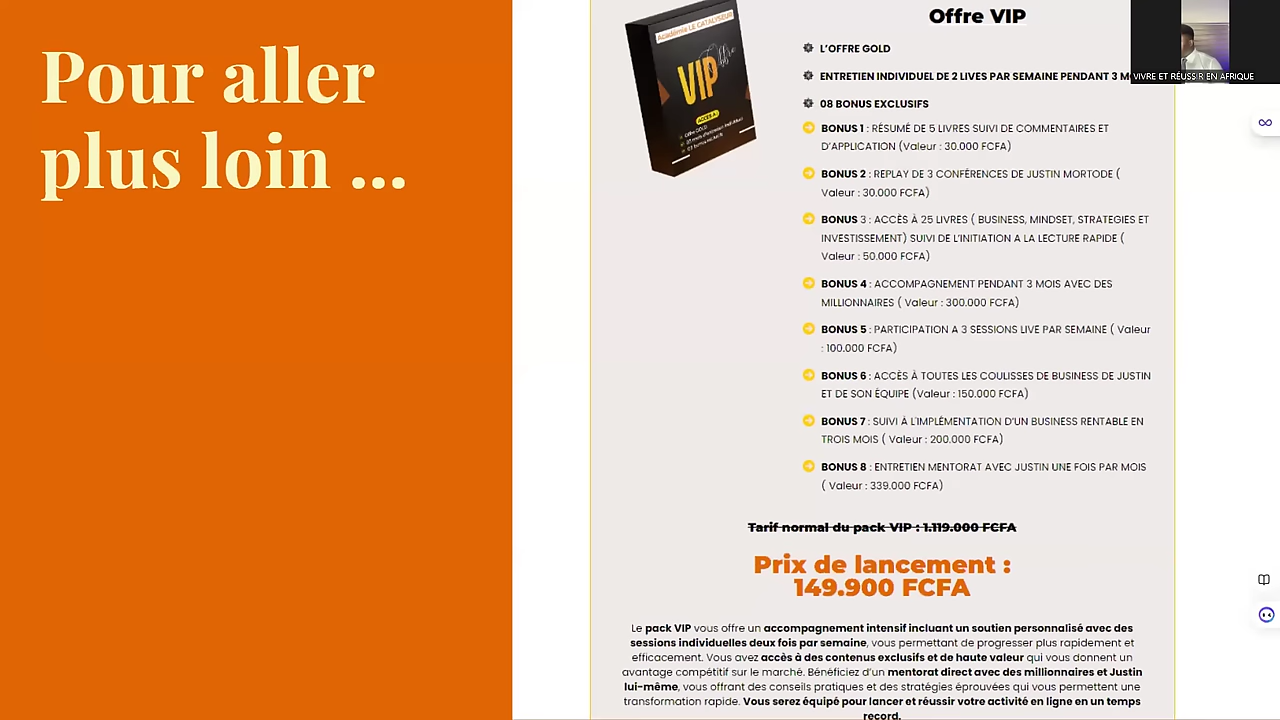 Pour aller
plus loin ...
Académie LE CATALYSEUR
Offre
VIP
Offre VIP
L'OFFRE GOLD
ENTRETIEN INDIVIDUEL DE 2 LIVES PAR SEMAINE PENDANT 3
VIVRE ET RÉUSSIR EN AFRIQUE
08 BONUS EXCLUSIFS
BONUS 1 : RÉSUMÉ DE 5 LIVRES SUIVI DE COMMENTAIRES ET
D'APPLICATION (Valeur : 30.000 FCFA)
BONUS 2 : REPLAY DE 3 CONFÉRENCES DE JUSTIN MORTODE (
Valeur : 30.000 FCFA)
BONUS 3 : ACCÈS À 25 LIVRES ( BUSINESS, MINDSET, STRATEGIES ET
INVESTISSEMENT) SUIVI DE L'INITIATION A LA LECTURE RAPIDE (
Valeur : 50.000 FCFA)
BONUS 4 : ACCOMPAGNEMENT PENDANT 3 MOIS AVEC DES
MILLIONNAIRES ( Valeur : 300.000 FCFA)
BONUS 5 : PARTICIPATION A 3 SESSIONS LIVE PAR SEMAINE ( Valeur
: 100.000 FCFA)
BONUS 6 : ACCÈS À TOUTES LES COULISSES DE BUSINESS DE JUSTIN
ET DE SON ÉQUIPE (Valeur : 150.000 FCFA)
BONUS 7 : SUIVI À L'IMPLÉMENTATION D'UN BUSINESS RENTABLE EN
TROIS MOIS ( Valeur : 200.000 FCFA)
BONUS 8 : ENTRETIEN MENTORAT AVEC JUSTIN UNE FOIS PAR MOIS
( Valeur : 339.000 FCFA)
Tarif normal du pack VIP : 1.119.000 FCFA
Prix de lancement :
149.900 FCFA
Le pack VIP vous offre un accompagnement intensif incluant un soutien personnalisé avec des
sessions individuelles deux fois par semaine, vous permettant de progresser plus rapidement et
efficacement. Vous avez accès à des contenus exclusifs et de haute valeur qui vous donnent un
avantage compétitif sur le marché. Bénéficiez d'un mentorat direct avec des millionnaires et Justin
lui-même, vous offrant des conseils pratiques et des stratégies éprouvées qui vous permettent une
transformation rapide. Vous serez équipé pour lancer et réussir votre activité en ligne en un temps
record.